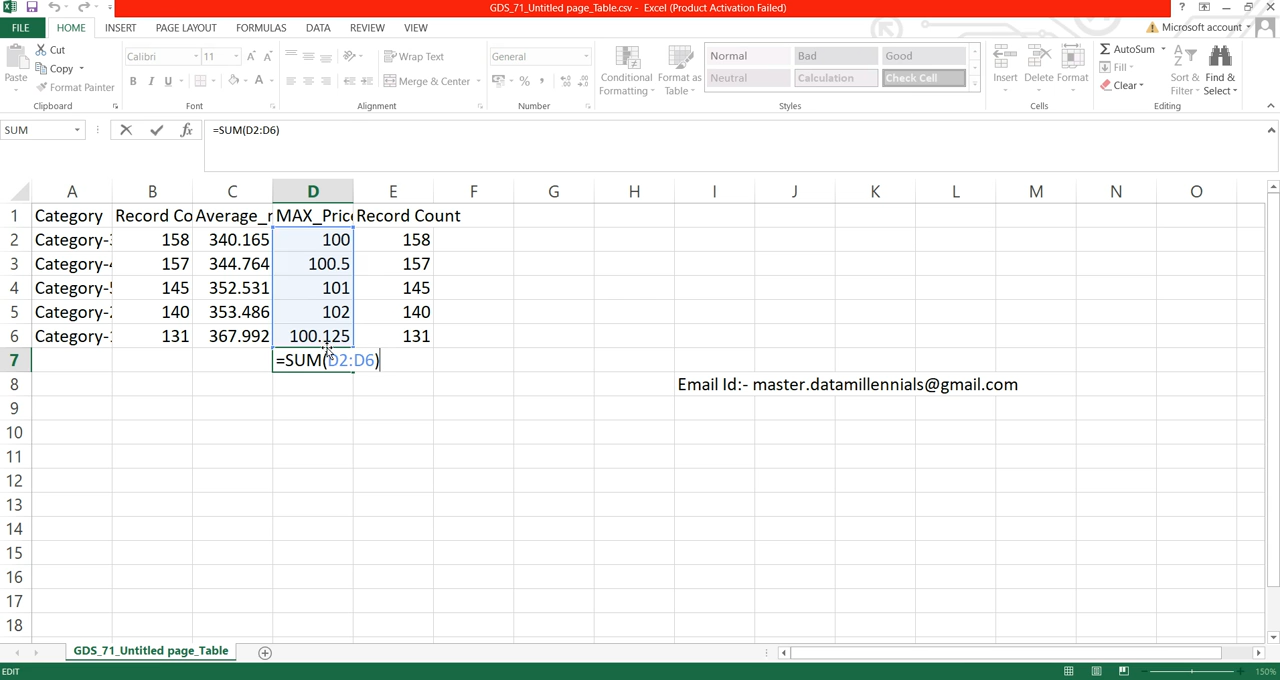 GDS_71_Untitled page_Table.csv - Excel (Product Activation Failed)
FILE HOME INSERT PAGE LAYOUT FORMULAS DATA REVIEW VIEW Microsoft account
Paste Cut Copy Format Painter
Calibri 11
B I U
Wrap Text
Merge & Center
General
Conditional Formatting Format as Table
Normal Bad Good
Neutral Calculation Check Cell
Insert Delete Format
AutoSum Fill Clear
Sort & Filter Find & Select
Clipboard Font Alignment Number Styles Cells Editing
SUM fx =SUM(D2:D6)
A B C D E F G H I J K L M N O
1 Category Record Co Average_r MAX_Price Record Count
2 Category-3 158 340.165 100 158
3 Category-4 157 344.764 100.5 157
4 Category-5 145 352.531 101 145
5 Category-2 140 353.486 102 140
6 Category-1 131 367.992 100.125 131
7 =SUM(D2:D6)
8 Email Id:- master.datamillennials@gmail.com
9
10
11
12
13
14
15
16
17
18
GDS_71_Untitled page_Table
EDIT 150%